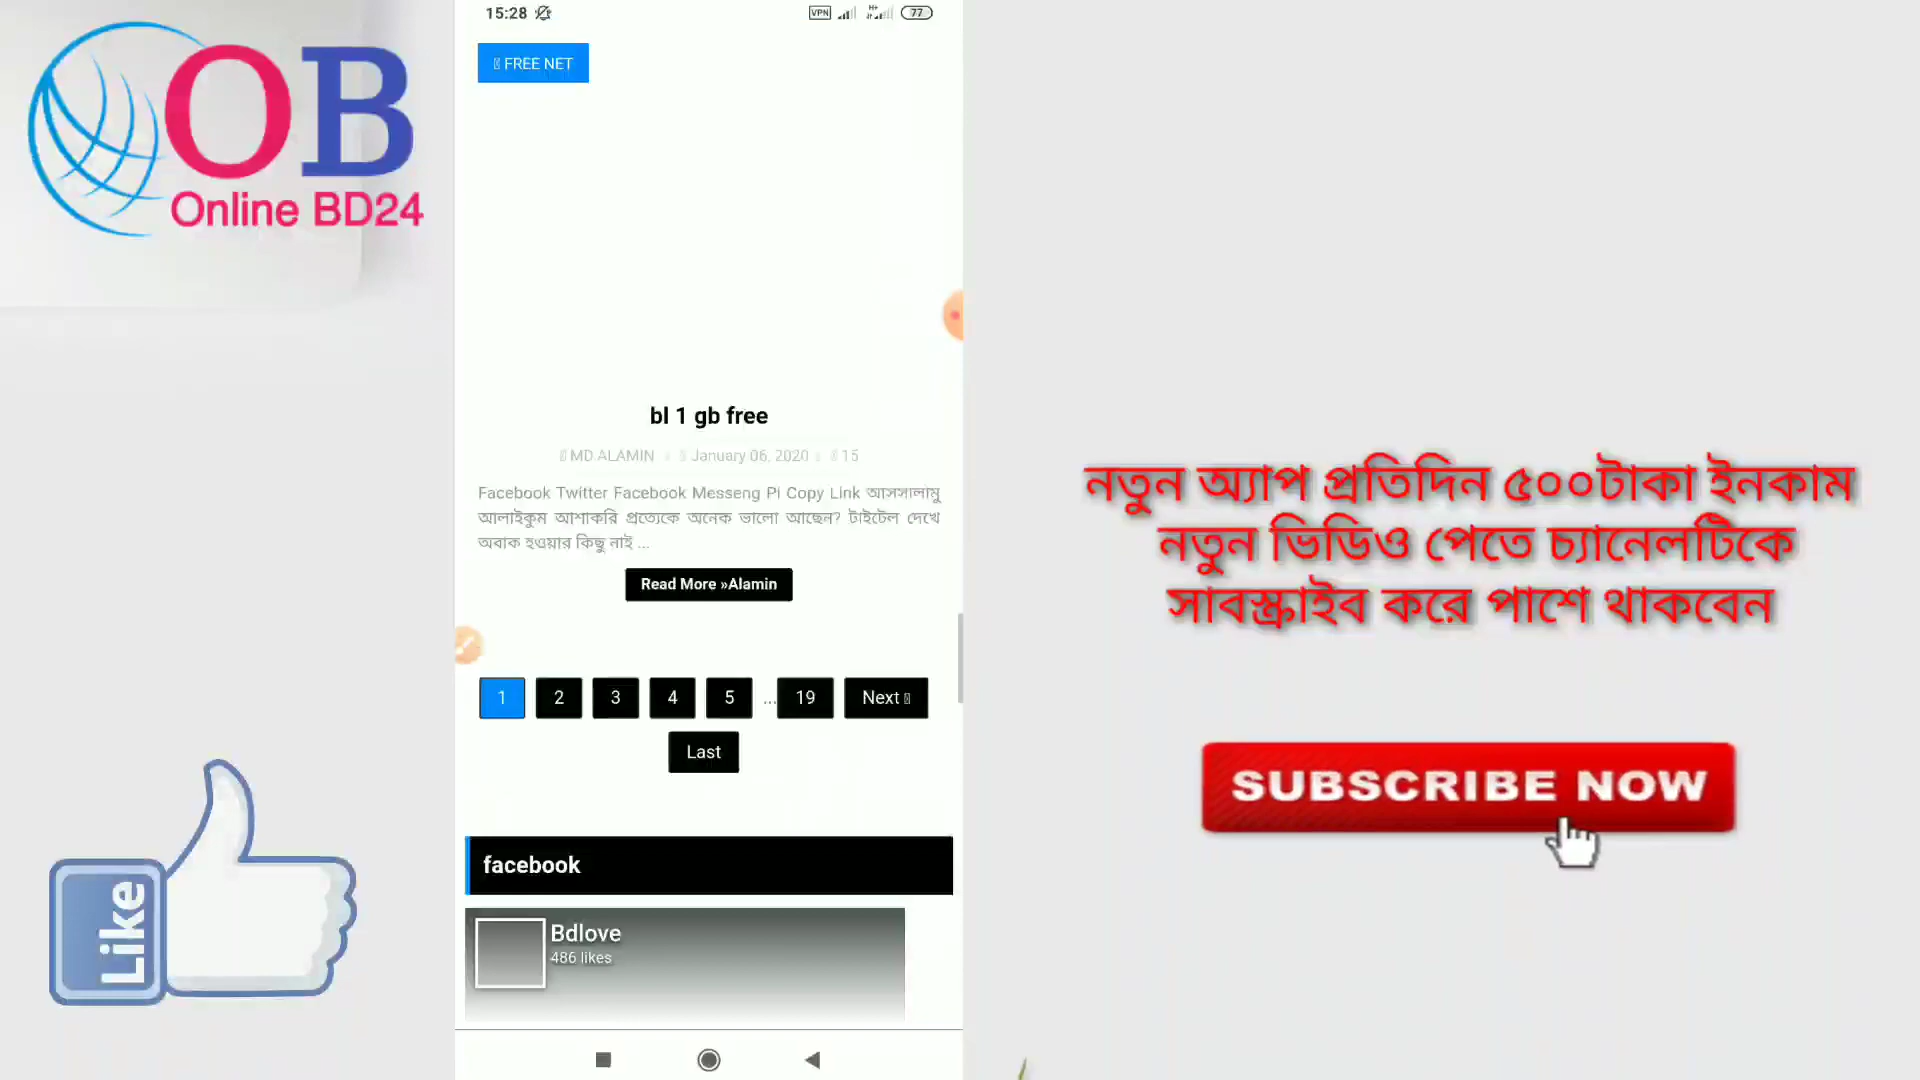 OB
Online BD24
15:28
VPN
H+
77
FREE NET
bl 1 gb free
MD ALAMIN January 06, 2020 15
Facebook Twitter Facebook Messeng Pi Copy Link আসসালামু
আলাইকুম আশাকরি প্রত্যেকে অনেক ভালো আছেন? টাইটেল দেখে
অবাক হওয়ার কিছু নাই ...
Read More »Alamin
1 2 3 4 5 ... 19 Next
Last
facebook
Bdlove
486 likes
Like
নতুন অ্যাপ প্রতিদিন ৫০০টাকা ইনকাম
নতুন ভিডিও পেতে চ্যানেলটিকে
সাবস্ক্রাইব করে পাশে থাকবেন
SUBSCRIBE NOW